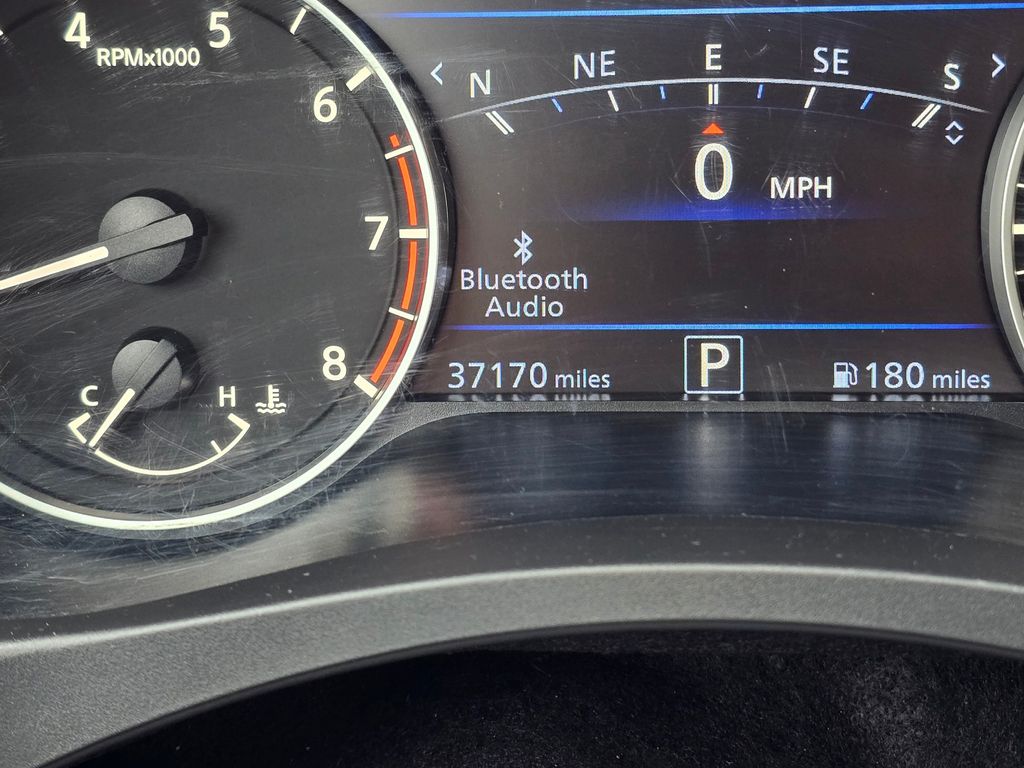 4 5
RPMx1000
6
7
8
C H
< N NE E SE S >
0 MPH
Bluetooth
Audio
37170 miles P 180 miles